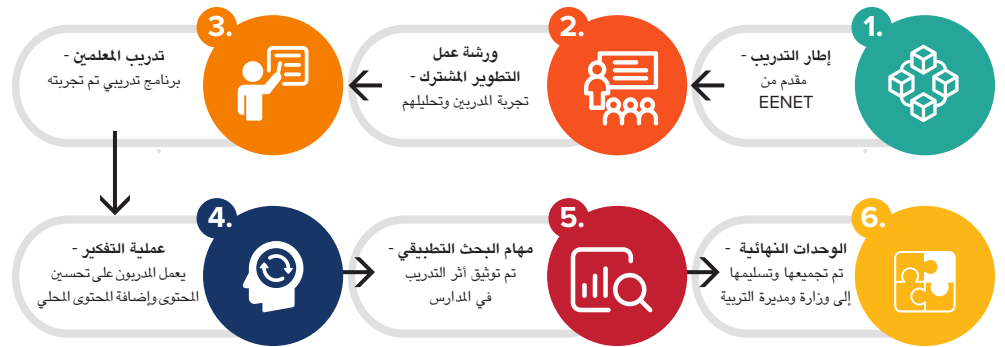 1.
إطار التدريب -
مقدم من
EENET
2.
ورشة عمل
التطوير المشترك -
تجربة المدربين وتحليلهم
3.
تدريب المعلمين -
برنامج تدريبي تم تجربته
4.
عملية التفكير -
يعمل المدربون على تحسين
المحتوى وإضافة المحتوى المحلي
5.
مهام البحث التطبيقي -
تم توثيق أثر التدريب
في المدارس
6.
الوحدات النهائية -
تم تجميعها وتسليمها
إلى وزارة ومديرة التربية